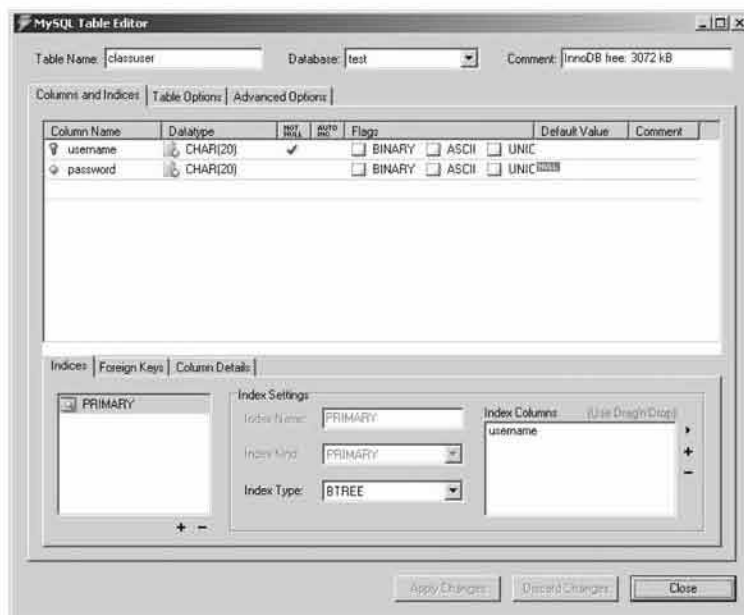 MySQL Table Editor
Table Name: classuser Database: test Comment: InnoDB free: 3072 kB
Columns and Indices Table Options Advanced Options
Column Name Datatype NOT NULL AUTO INC Flags Default Value Comment
username CHAR(20) BINARY ASCII UNIC
password CHAR(20) BINARY ASCII UNIC NULL
Indices Foreign Keys Column Details
PRIMARY
Index Settings
Index Name: PRIMARY
Index Kind: PRIMARY
Index Type: BTREE
Index Columns (Use Drag'n'Drop)
username
Apply Changes Discard Changes Close